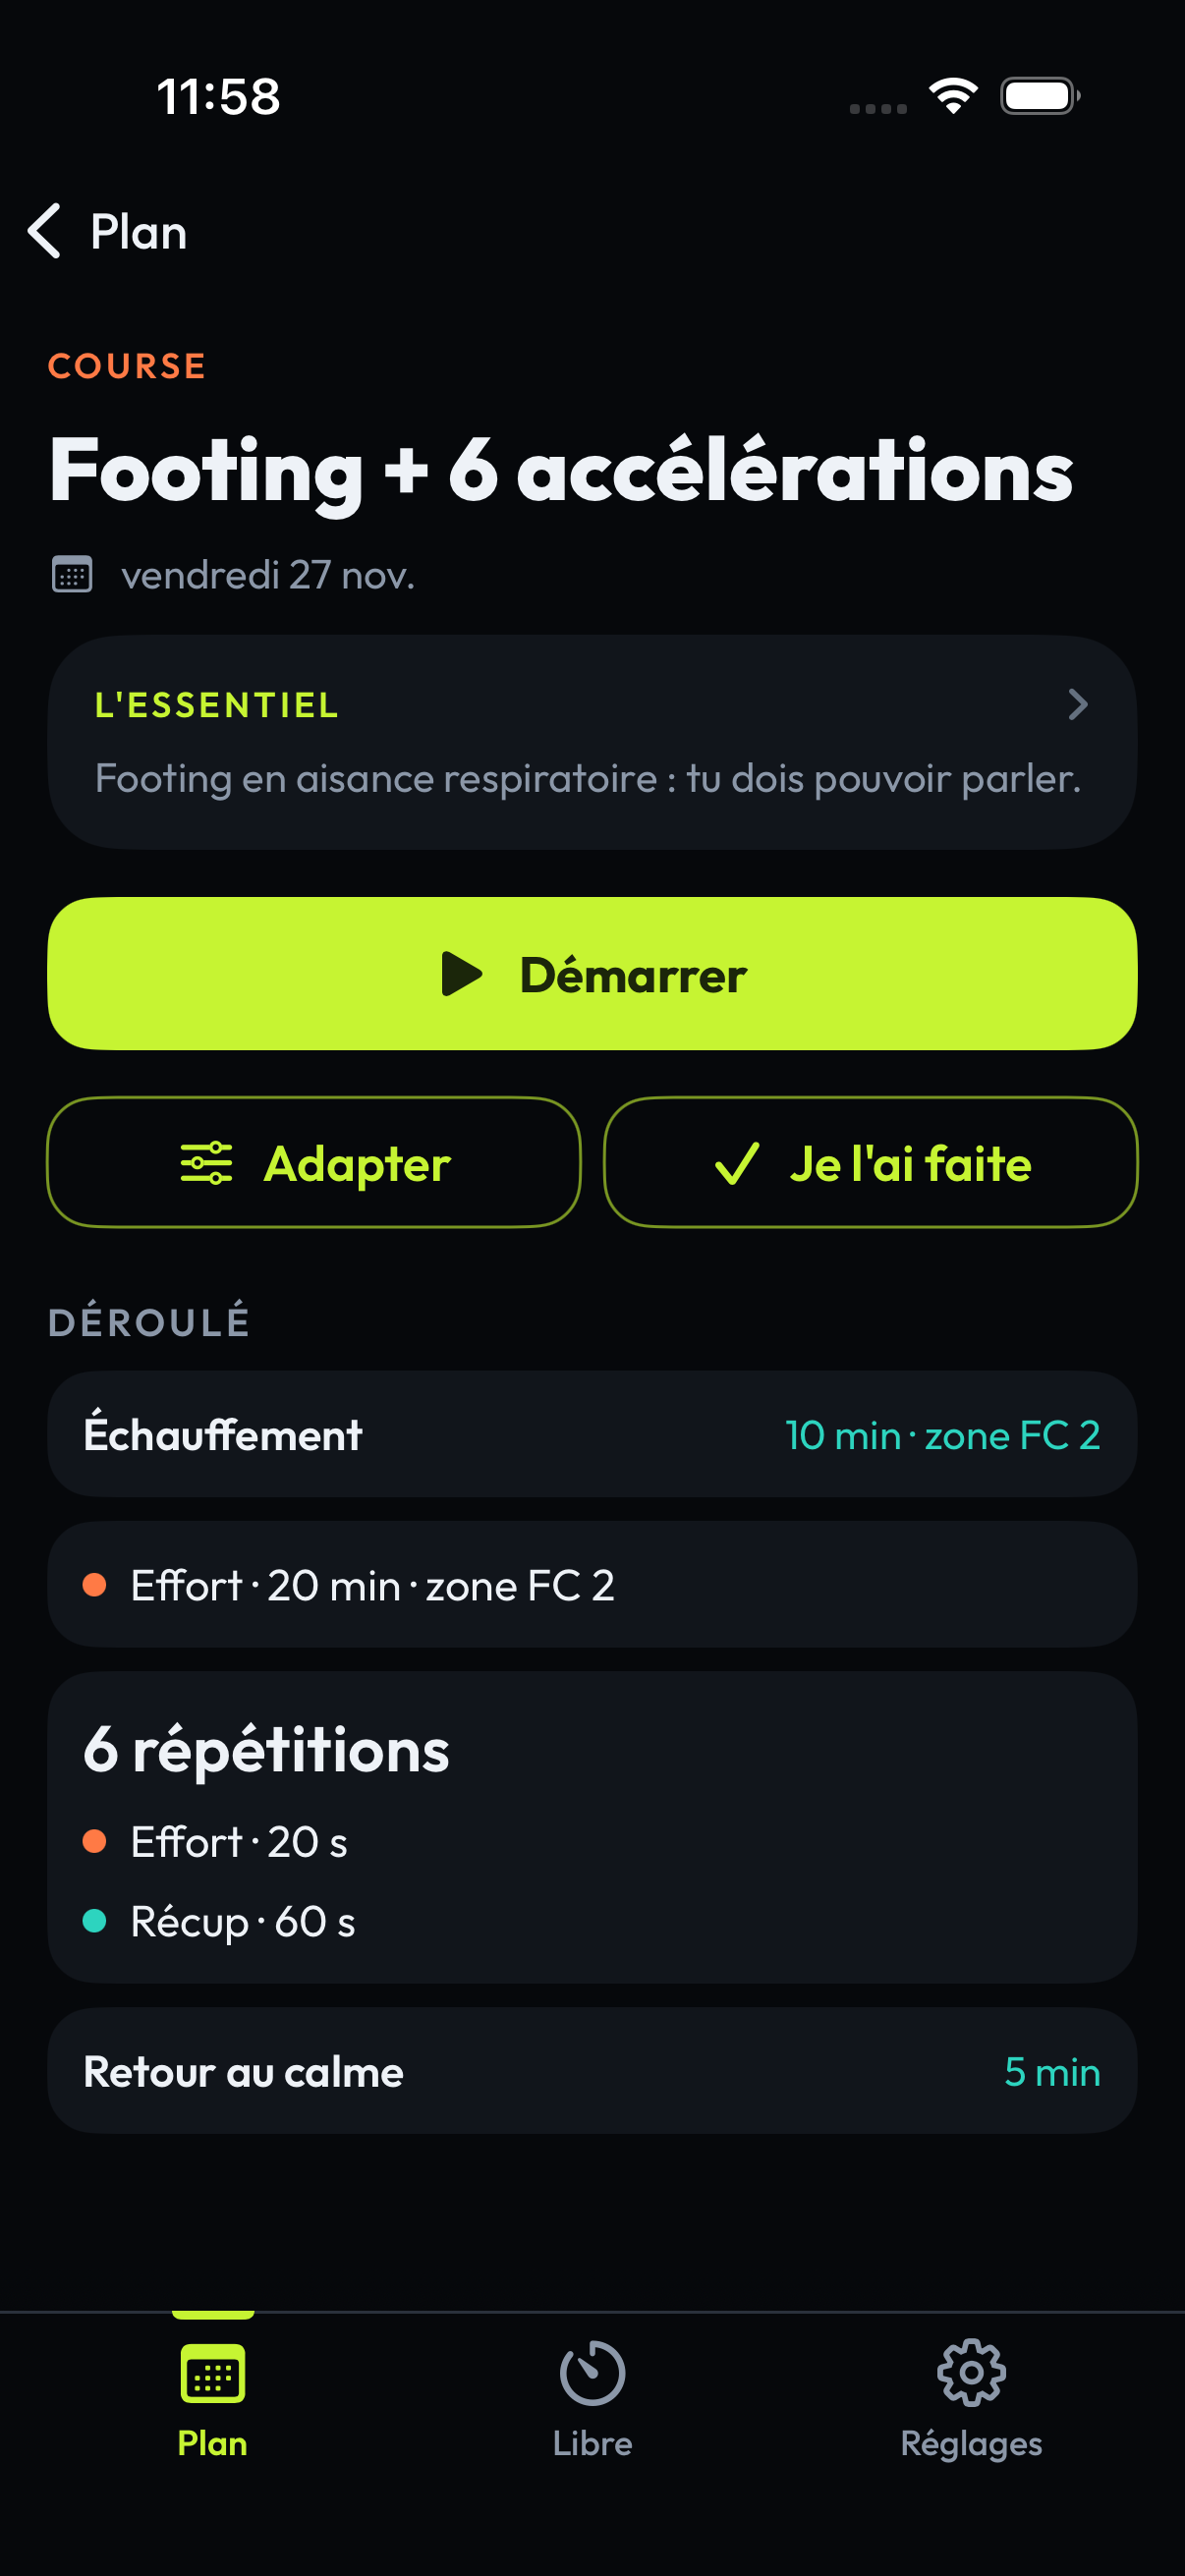 11:58
Plan
COURSE
Footing + 6 accélérations
vendredi 27 nov.
L'ESSENTIEL
Footing en aisance respiratoire : tu dois pouvoir parler.
Démarrer
Adapter
Je l'ai faite
DÉROULÉ
Échauffement
10 min · zone FC 2
Effort · 20 min · zone FC 2
6 répétitions
Effort · 20 s
Récup · 60 s
Retour au calme
5 min
Plan
Libre
Réglages